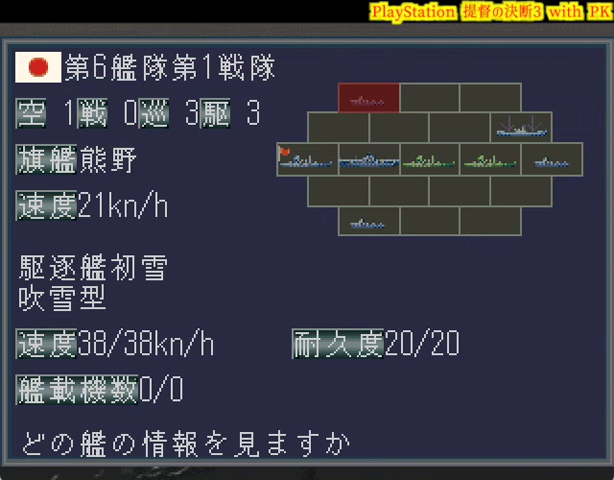 PlayStation 提督の決断3 with PK
第6艦隊第1戦隊
空 1戦 0巡 3駆 3
旗艦熊野
速度21kn/h
駆逐艦初雪
吹雪型
速度38/38kn/h 耐久度20/20
艦載機数0/0
どの艦の情報を見ますか